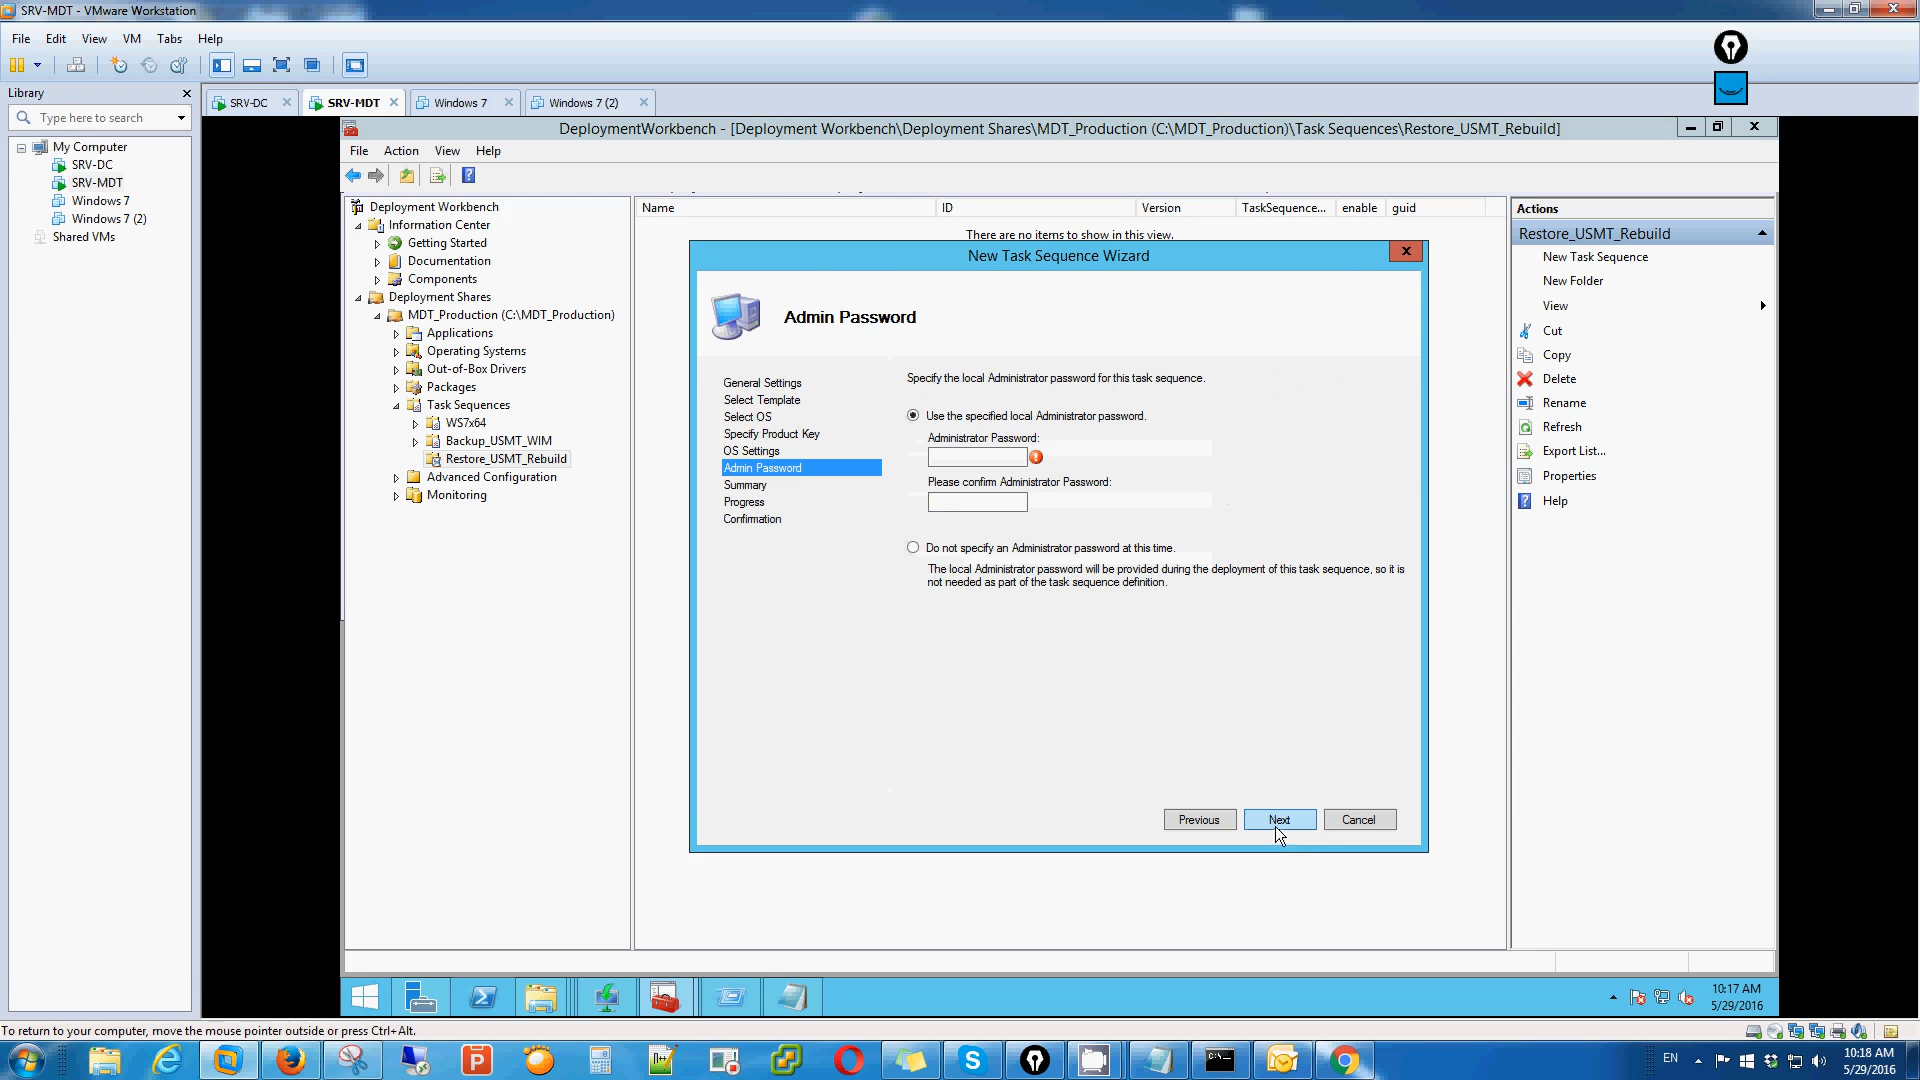 SRV-MDT - VMware Workstation
File Edit View VM Tabs Help
Library
Type here to search
My Computer
SRV-DC
SRV-MDT
Windows 7
Windows 7 (2)
Shared VMs
SRV-DC SRV-MDT Windows 7 Windows 7 (2)
DeploymentWorkbench - [Deployment Workbench\Deployment Shares\MDT_Production (C:\MDT_Production)\Task Sequences\Restore_USMT_Rebuild]
File Action View Help
Deployment Workbench
Information Center
Getting Started
Documentation
Components
Deployment Shares
MDT_Production (C:\MDT_Production)
Applications
Operating Systems
Out-of-Box Drivers
Packages
Task Sequences
WS7x64
Backup_USMT_WIM
Restore_USMT_Rebuild
Advanced Configuration
Monitoring
Name ID Version TaskSequence... enable guid
There are no items to show in this view.
New Task Sequence Wizard
Admin Password
General Settings
Select Template
Select OS
Specify Product Key
OS Settings
Admin Password
Summary
Progress
Confirmation
Specify the local Administrator password for this task sequence.
Use the specified local Administrator password.
Administrator Password:
Please confirm Administrator Password:
Do not specify an Administrator password at this time.
The local Administrator password will be provided during the deployment of this task sequence, so it is
not needed as part of the task sequence definition.
Previous Next Cancel
Actions
Restore_USMT_Rebuild
New Task Sequence
New Folder
View
Cut
Copy
Delete
Rename
Refresh
Export List...
Properties
Help
10:17 AM
5/29/2016
To return to your computer, move the mouse pointer outside or press Ctrl+Alt.
EN
10:18 AM
5/29/2016